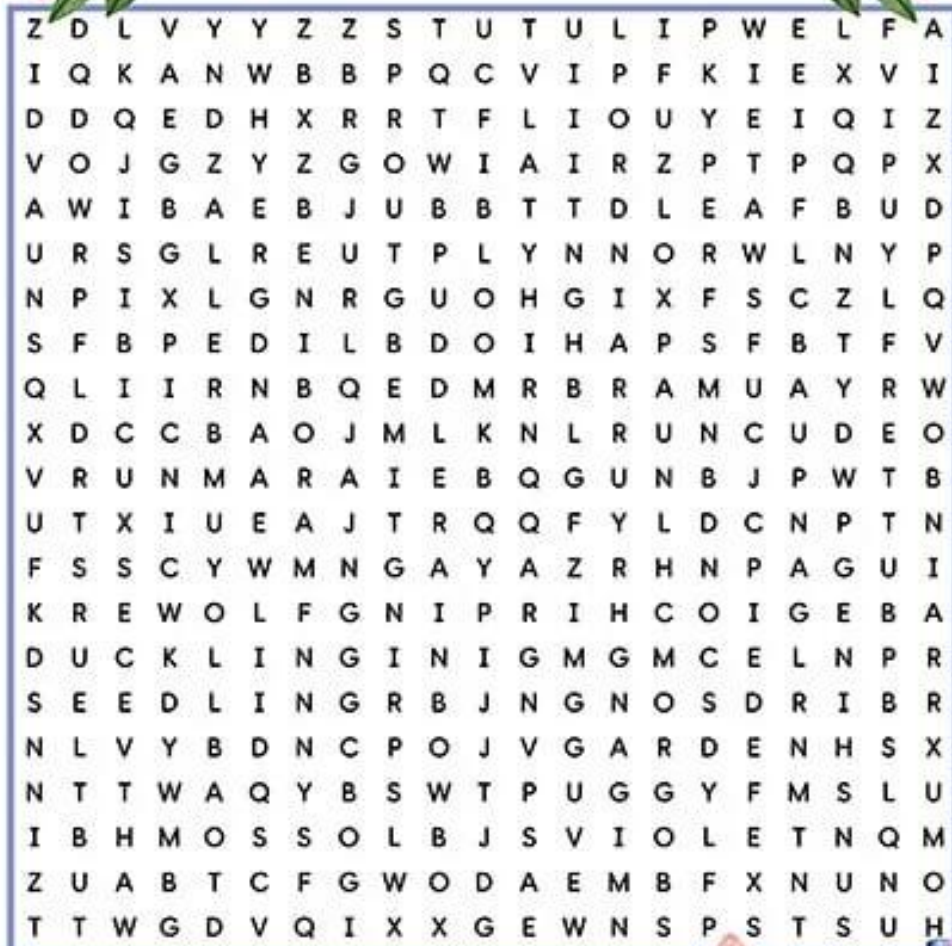 Z D L V Y Y Z Z S T U T U L I P W E L F A
I Q K A N W B B P Q C V I P F K I E X V I
D D Q E D H X R R T F L I O U Y E I Q I Z
V O J G Z Y Z G O W I A I R Z P T P Q P X
A W I B A E B J U B B T T D L E A F B U D
U R S G L R E U T P L Y N N O R W L N Y P
N P I X L G N R G U O H G I X F S C Z L Q
S F B P E D I L B D O I H A P S F B T F V
Q L I I R N B Q E D M R B R A M U A Y R W
X D C C B A O J M L K N L R U N C U D E O
V R U N M A R A I E B Q G U N B J P W T B
U T X I U E A J T R Q Q F Y L D C N P T N
F S S C Y W M N G A Y A Z R H N P A G U I
K R E W O L F G N I P R I H C O I G E B A
D U C K L I N G I N I G M G M C E L N P R
S E E D L I N G R B J N G N O S D R I B R
N L V Y B D N C P O J V G A R D E N H S X
N T T W A Q Y B S W T P U G G Y F M S L U
I B H M O S S O L B J S V I O L E T N Q M
Z U A B T C F G W O D A E M B F X N U N O
T T W G D V Q I X X G E W N S P S T S U H